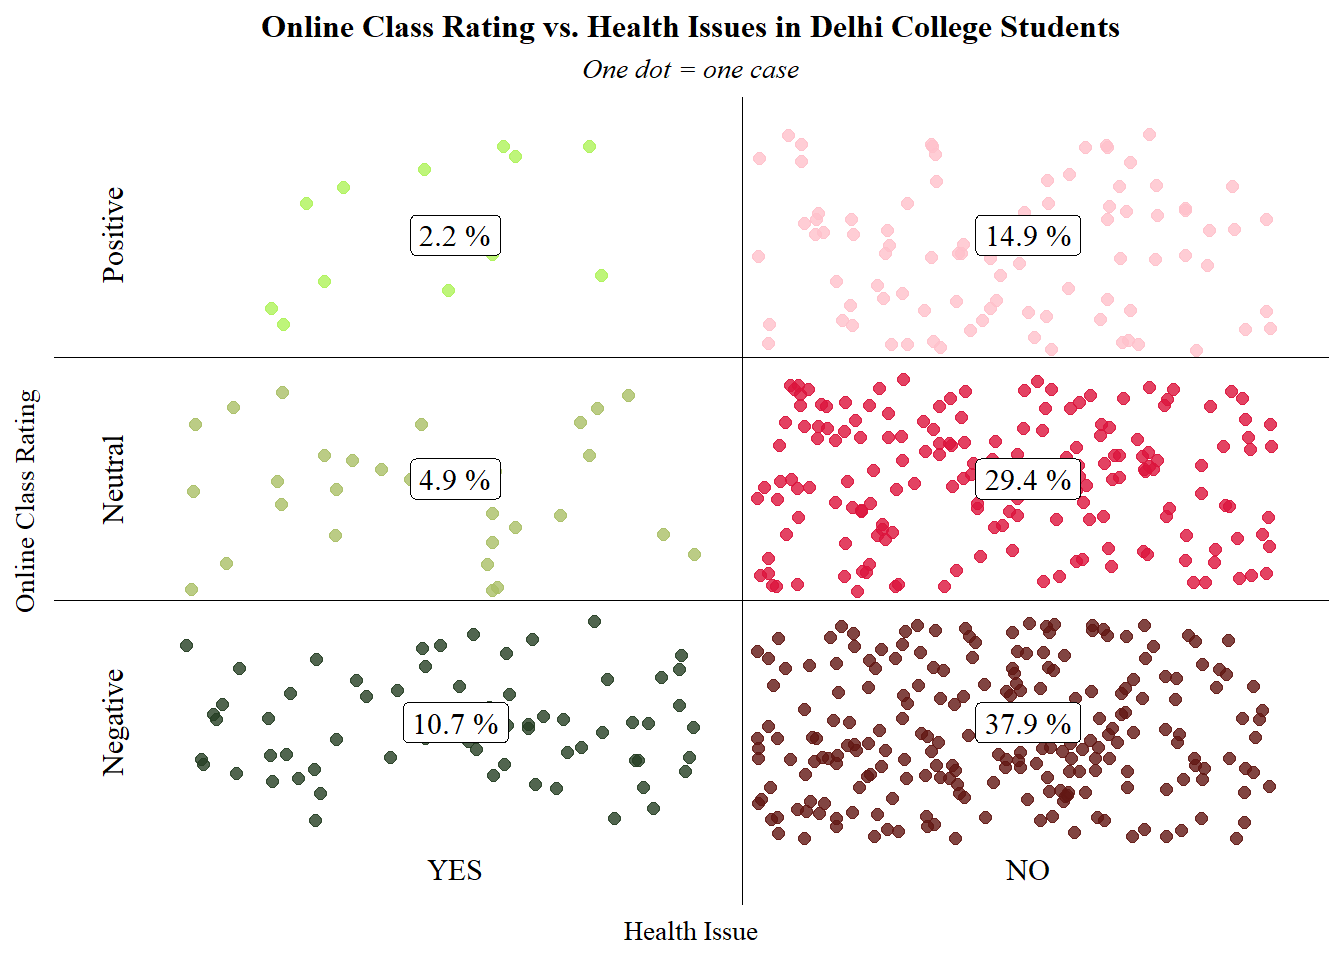 Online Class Rating vs. Health Issues in Delhi College Students
One dot = one case
Online Class Rating
Positive
2.2 %
14.9 %
Neutral
4.9 %
29.4 %
Negative
10.7 %
37.9 %
YES
NO
Health Issue